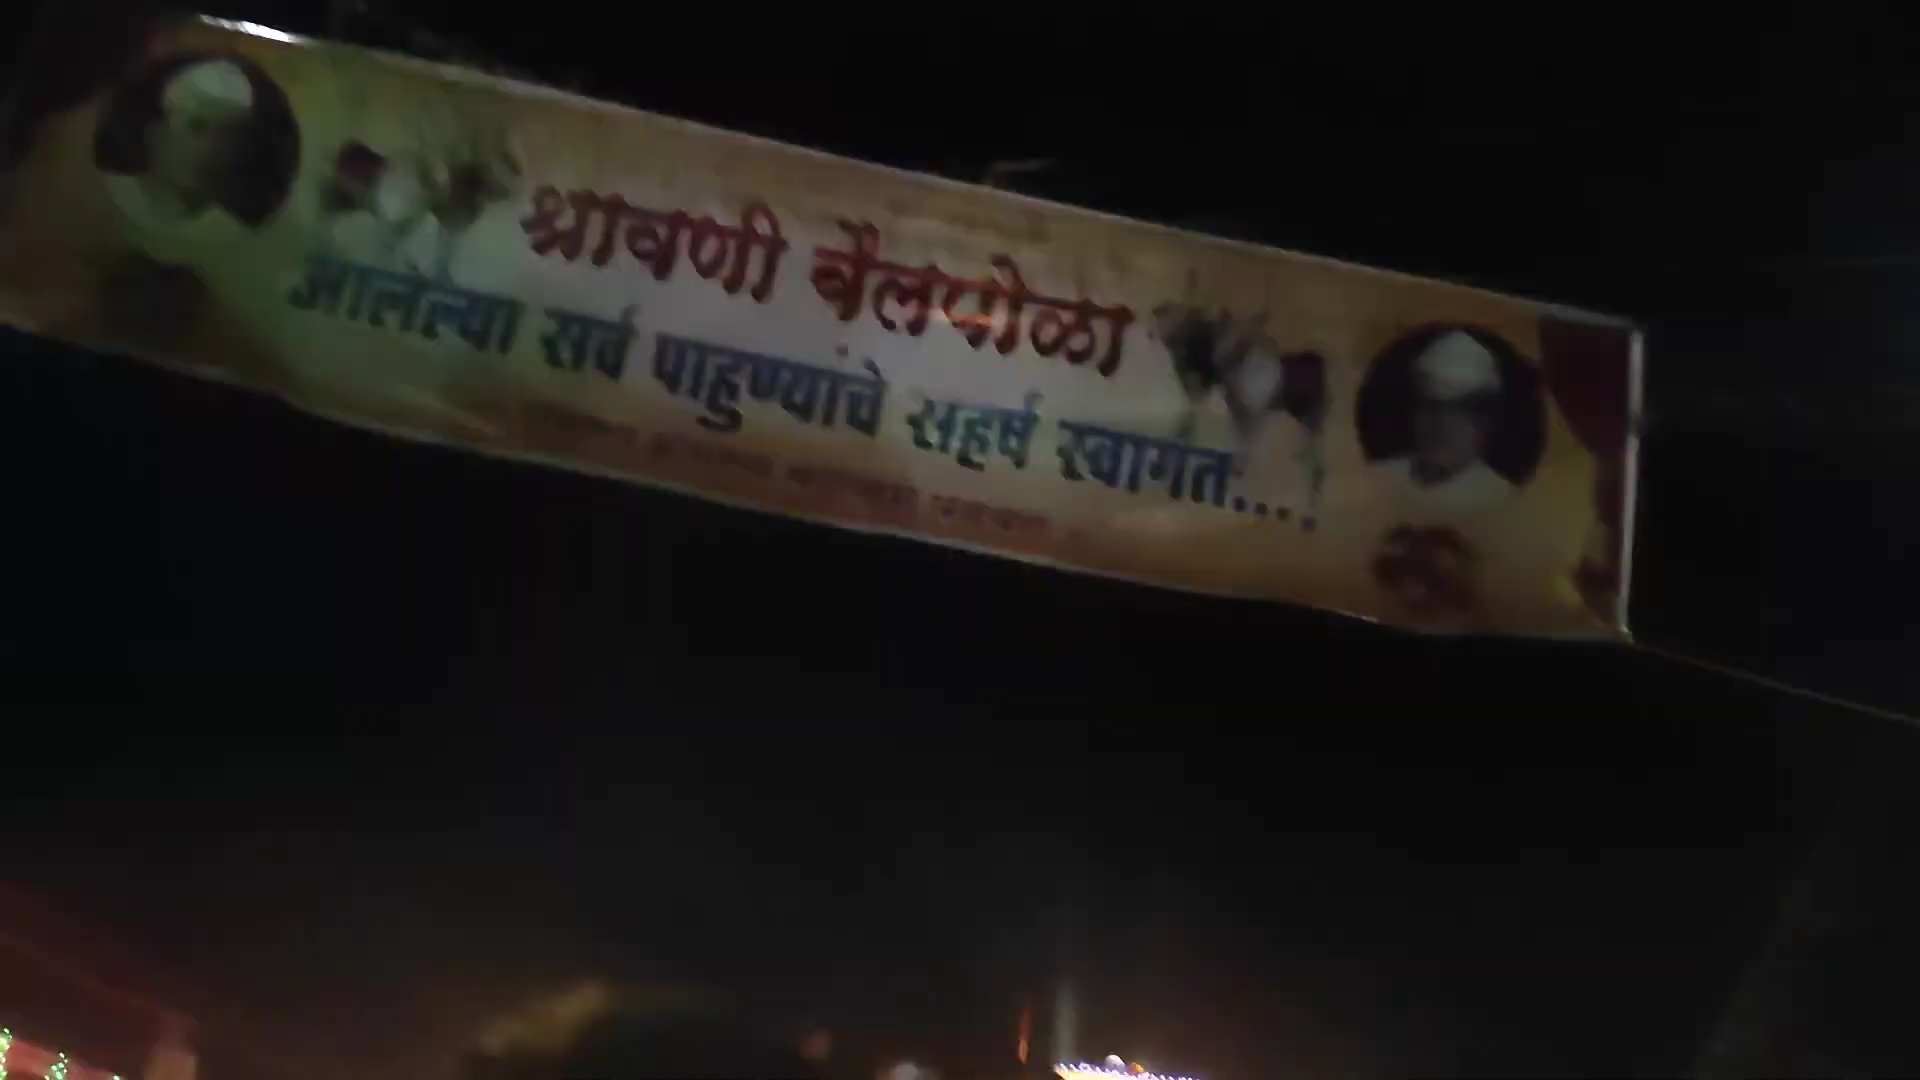 श्रावणी बैलपोळा
आलेल्या सर्व पाहुण्यांचे सहर्ष स्वागत...!